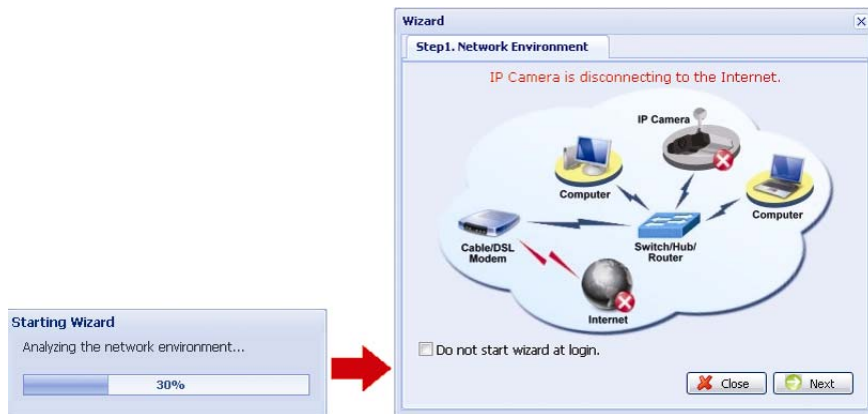 Starting Wizard
Analyzing the network environment...
30%
Wizard
Step1. Network Environment
IP Camera is disconnecting to the Internet.
IP Camera
Computer
Computer
Cable/DSL
Modem
Switch/Hub/
Router
Internet
Do not start wizard at login.
Close
Next